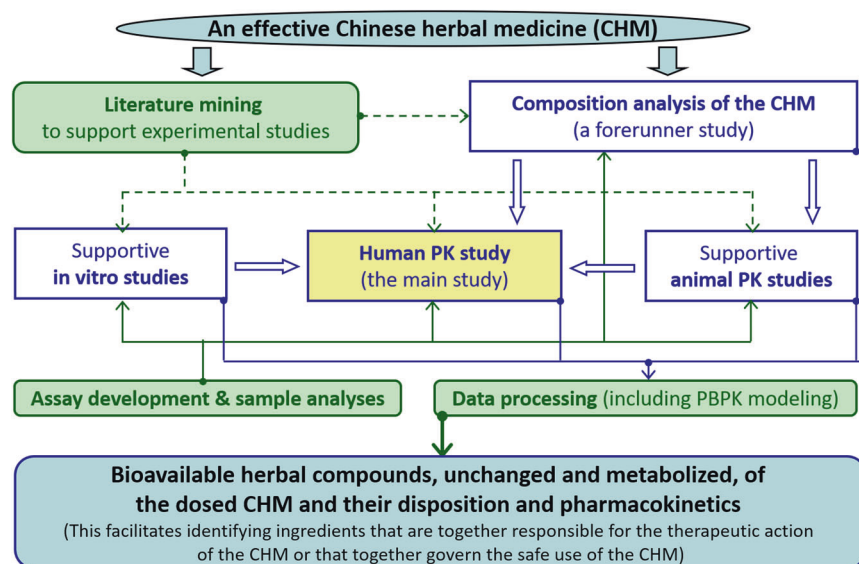 An effective Chinese herbal medicine (CHM)
Literature mining
to support experimental studies
Composition analysis of the CHM
(a forerunner study)
Supportive
in vitro studies
Human PK study
(the main study)
Supportive
animal PK studies
Assay development & sample analyses
Data processing (including PBPK modeling)
Bioavailable herbal compounds, unchanged and metabolized, of
the dosed CHM and their disposition and pharmacokinetics
(This facilitates identifying ingredients that are together responsible for the therapeutic action
of the CHM or that together govern the safe use of the CHM)